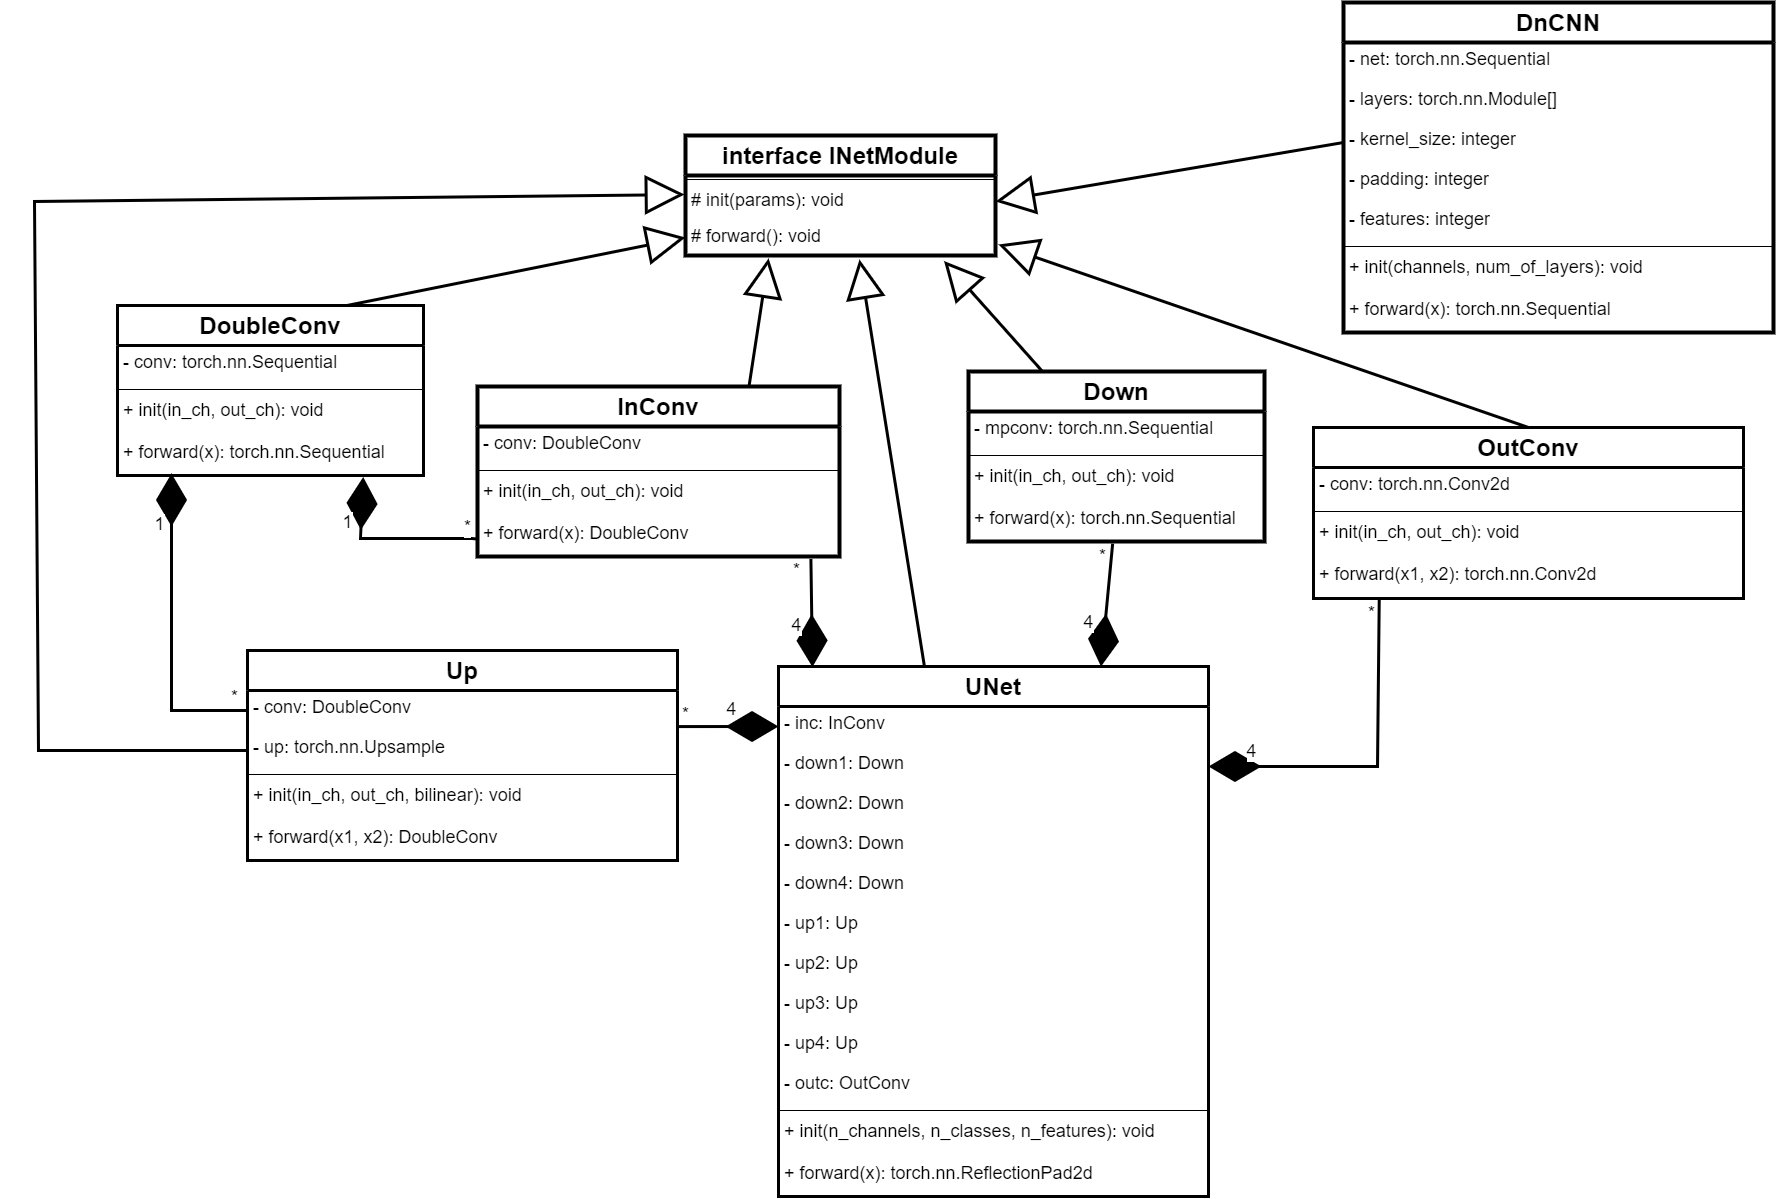 DnCNN
- net: torch.nn.Sequential
- layers: torch.nn.Module[]
- kernel_size: integer
- padding: integer
- features: integer
+ init(channels, num_of_layers): void
+ forward(x): torch.nn.Sequential
interface INetModule
# init(params): void
# forward(): void
DoubleConv
- conv: torch.nn.Sequential
+ init(in_ch, out_ch): void
+ forward(x): torch.nn.Sequential
1
1
*
*
InConv
- conv: DoubleConv
+ init(in_ch, out_ch): void
+ forward(x): DoubleConv
*
4
Down
- mpconv: torch.nn.Sequential
+ init(in_ch, out_ch): void
+ forward(x): torch.nn.Sequential
*
4
OutConv
- conv: torch.nn.Conv2d
+ init(in_ch, out_ch): void
+ forward(x1, x2): torch.nn.Conv2d
*
4
Up
- conv: DoubleConv
- up: torch.nn.Upsample
+ init(in_ch, out_ch, bilinear): void
+ forward(x1, x2): DoubleConv
*
4
UNet
- inc: InConv
- down1: Down
- down2: Down
- down3: Down
- down4: Down
- up1: Up
- up2: Up
- up3: Up
- up4: Up
- outc: OutConv
+ init(n_channels, n_classes, n_features): void
+ forward(x): torch.nn.ReflectionPad2d